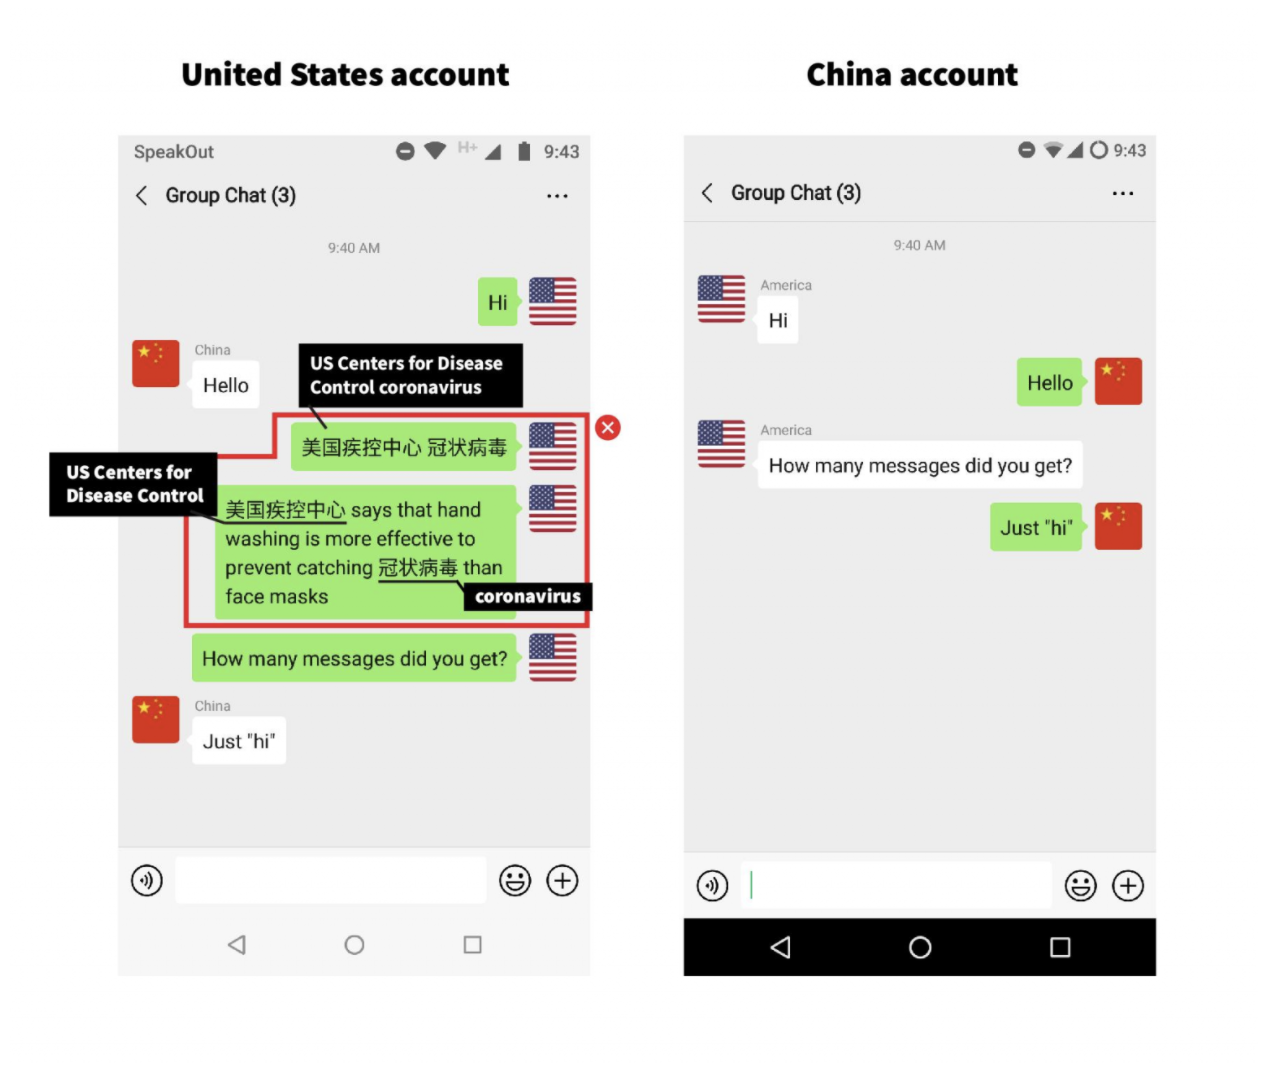 United States account
SpeakOut
H+
9:43
Group Chat (3)
...
9:40 AM
Hi
China
Hello
US Centers for Disease
Control coronavirus
美国疾控中心 冠状病毒
US Centers for
Disease Control
美国疾控中心 says that hand
washing is more effective to
prevent catching 冠状病毒 than
face masks
coronavirus
How many messages did you get?
China
Just "hi"
China account
9:43
Group Chat (3)
...
9:40 AM
America
Hi
Hello
America
How many messages did you get?
Just "hi"